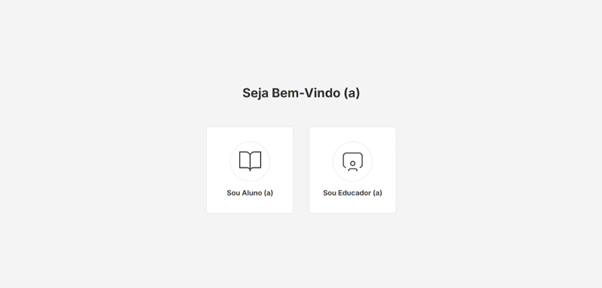 Seja Bem-Vindo (a)
Sou Aluno (a)
Sou Educador (a)